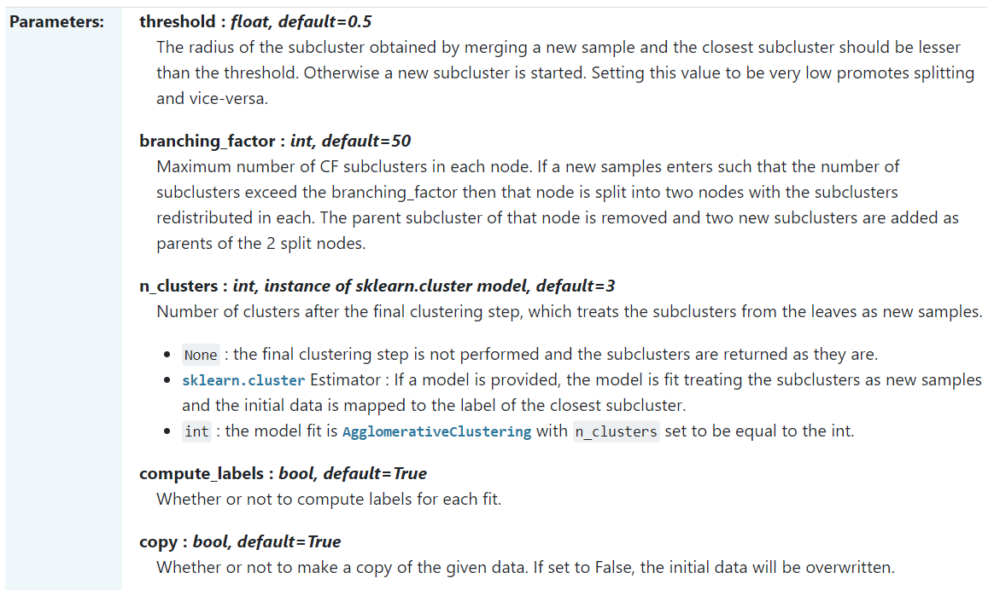 Parameters:
threshold : float, default=0.5
The radius of the subcluster obtained by merging a new sample and the closest subcluster should be lesser
than the threshold. Otherwise a new subcluster is started. Setting this value to be very low promotes splitting
and vice-versa.
branching_factor : int, default=50
Maximum number of CF subclusters in each node. If a new samples enters such that the number of
subclusters exceed the branching_factor then that node is split into two nodes with the subclusters
redistributed in each. The parent subcluster of that node is removed and two new subclusters are added as
parents of the 2 split nodes.
n_clusters : int, instance of sklearn.cluster model, default=3
Number of clusters after the final clustering step, which treats the subclusters from the leaves as new samples.
• None : the final clustering step is not performed and the subclusters are returned as they are.
• sklearn.cluster Estimator : If a model is provided, the model is fit treating the subclusters as new samples
and the initial data is mapped to the label of the closest subcluster.
• int : the model fit is AgglomerativeClustering with n_clusters set to be equal to the int.
compute_labels : bool, default=True
Whether or not to compute labels for each fit.
copy : bool, default=True
Whether or not to make a copy of the given data. If set to False, the initial data will be overwritten.